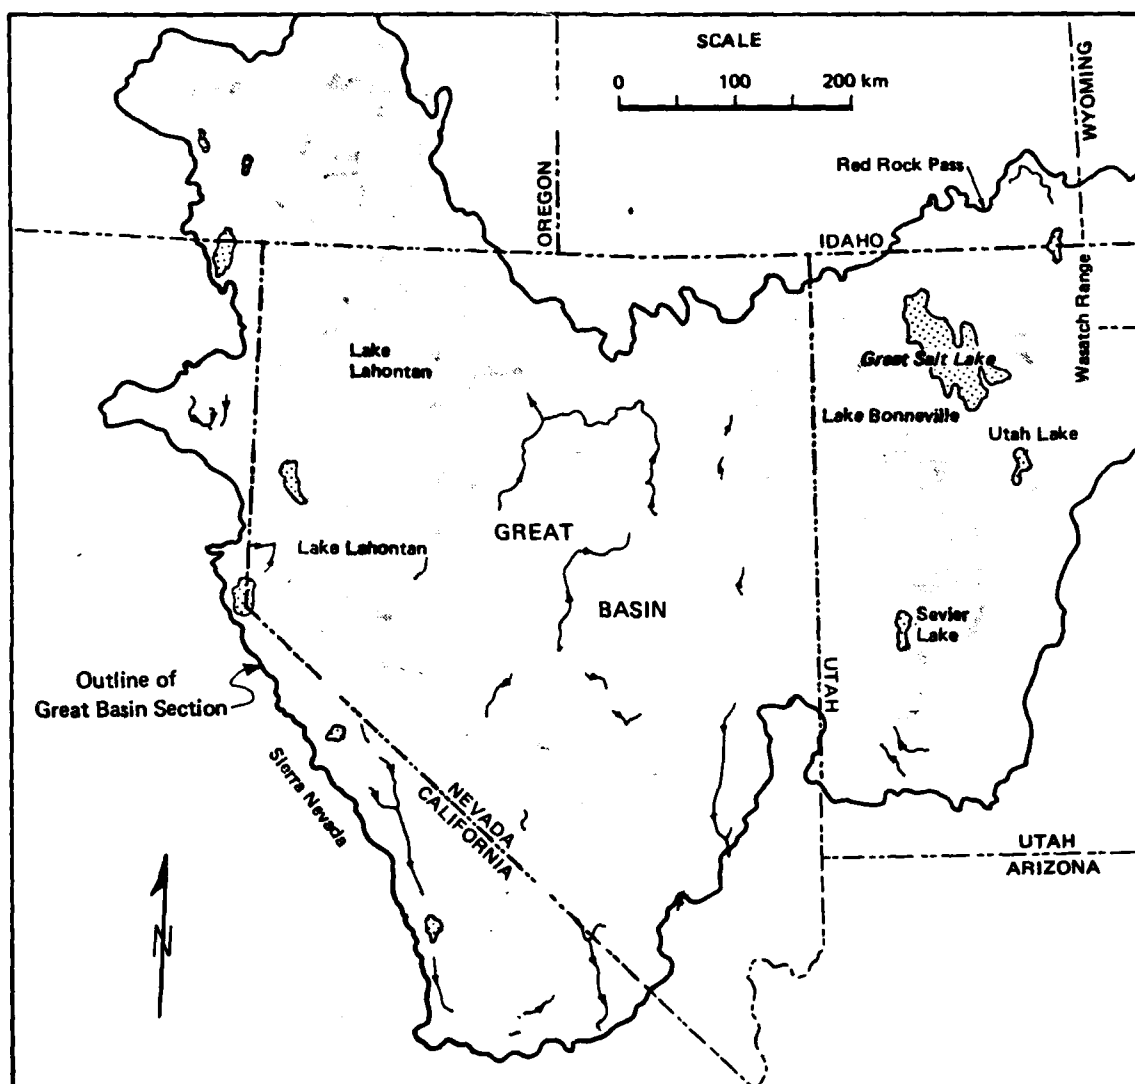 SCALE
0 100 200 km
WYOMING
Red Rock Pass
OREGON
IDAHO
Wasatch Range
Lake
Lahontan
Great Salt Lake
Lake Bonneville
Utah Lake
GREAT
Lake Lahontan
BASIN
Sevier
Lake
UTAH
Outline of
Great Basin Section
Sierra Nevada
NEVADA
CALIFORNIA
UTAH
ARIZONA
N